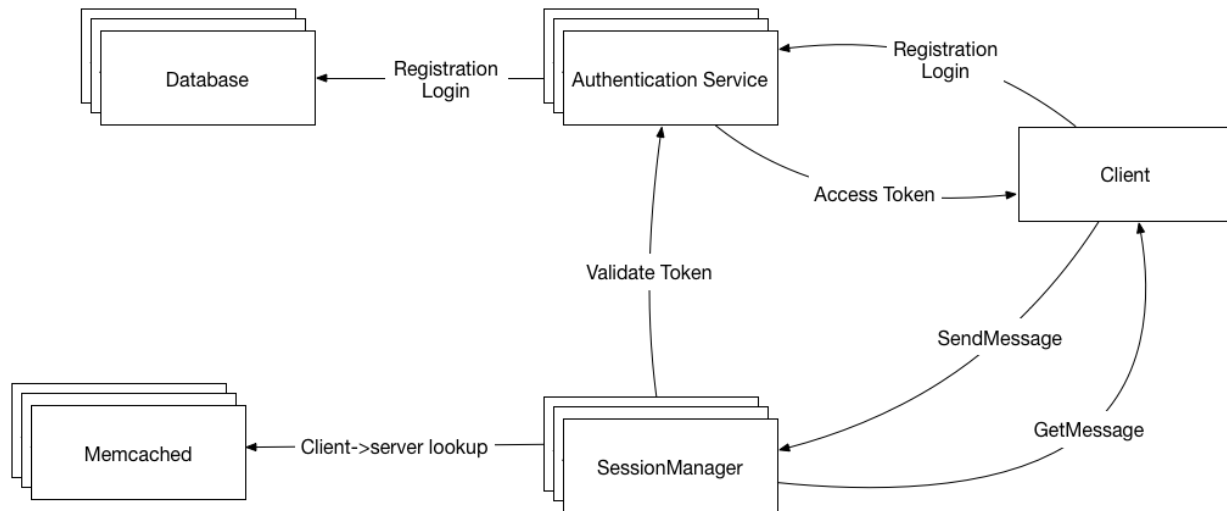 Database
Registration
Login
Authentication Service
Registration
Login
Client
Access Token
Validate Token
SendMessage
Memcached
Client->server lookup
SessionManager
GetMessage